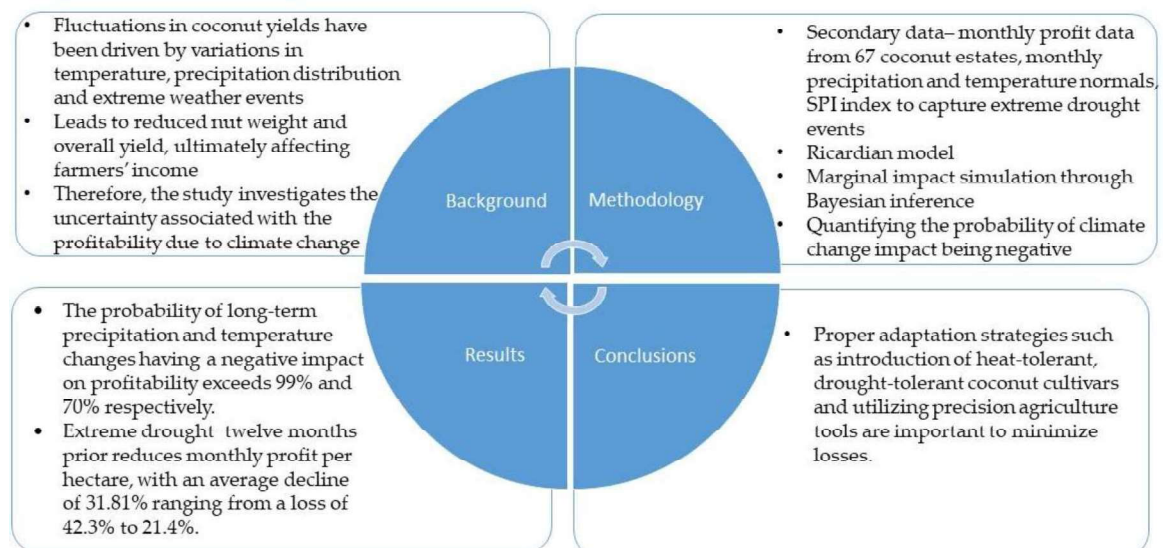 • Fluctuations in coconut yields have
been driven by variations in
temperature, precipitation distribution
and extreme weather events
• Leads to reduced nut weight and
overall yield, ultimately affecting
farmers' income
• Therefore, the study investigates the
uncertainty associated with the
profitability due to climate change
Background
• Secondary data– monthly profit data
from 67 coconut estates, monthly
precipitation and temperature normals,
SPI index to capture extreme drought
events
• Ricardian model
• Marginal impact simulation through
Bayesian inference
• Quantifying the probability of climate
change impact being negative
Methodology
• The probability of long-term
precipitation and temperature
changes having a negative impact
on profitability exceeds 99% and
70% respectively.
• Extreme drought twelve months
prior reduces monthly profit per
hectare, with an average decline
of 31.81% ranging from a loss of
42.3% to 21.4%.
Results
Conclusions
• Proper adaptation strategies such
as introduction of heat-tolerant,
drought-tolerant coconut cultivars
and utilizing precision agriculture
tools are important to minimize
losses.